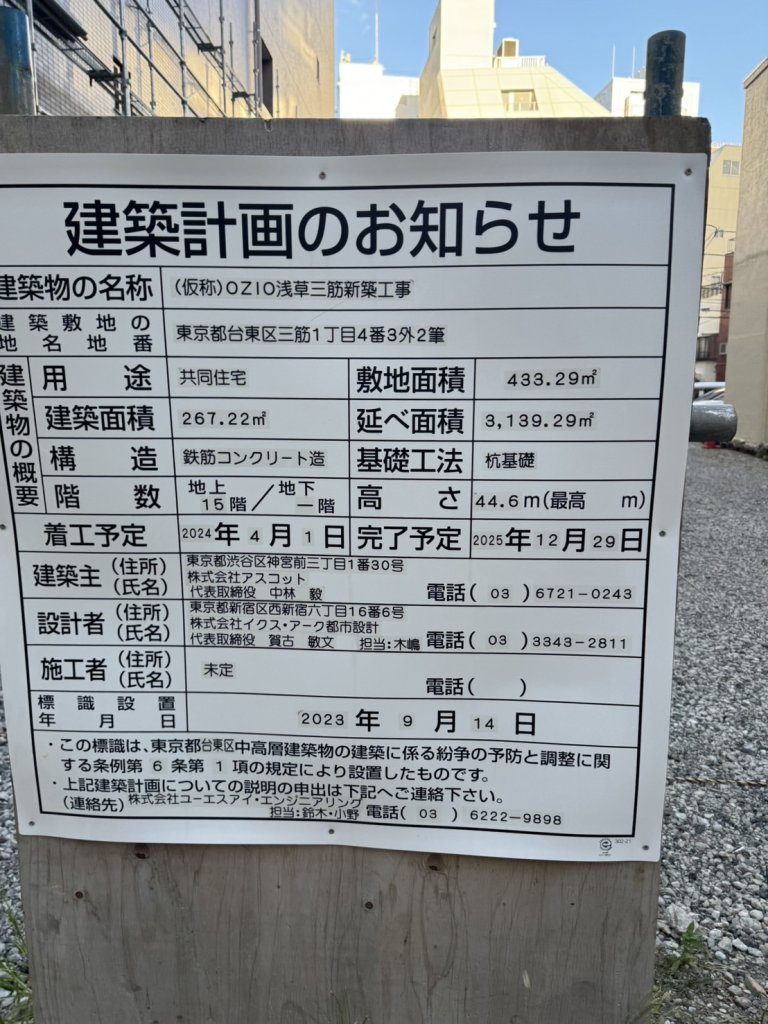 建築計画のお知らせ
建築物の名称 (仮称)OZIO浅草三筋新築工事
建築敷地の地名地番 東京都台東区三筋1丁目4番3外2筆
建築物の概要
用途 共同住宅 敷地面積 433.29㎡
建築面積 267.22㎡ 延べ面積 3,139.29㎡
構造 鉄筋コンクリート造 基礎工法 杭基礎
階数 地上15階/地下一階 高さ 44.6m(最高 m)
着工予定 2024年4月1日 完了予定 2025年12月29日
建築主 (住所) 東京都渋谷区神宮前三丁目1番30号
(氏名) 株式会社アスコット
代表取締役 中林 毅 電話(03)6721-0243
設計者 (住所) 東京都新宿区西新宿六丁目16番6号
(氏名) 株式会社イクス・アーク都市設計
代表取締役 賀古 敏文 担当:木嶋 電話(03)3343-2811
施工者 (住所) 未定
(氏名) 電話( )
標識設置年月日 2023年9月14日
・この標識は、東京都台東区中高層建築物の建築に係る紛争の予防と調整に関
する条例第6条第1項の規定により設置したものです。
・上記建築計画についての説明の申出は下記へご連絡下さい。
(連絡先) 株式会社ユーエスアイ・エンジニアリング
担当:鈴木・小野 電話(03)6222-9898
302-21